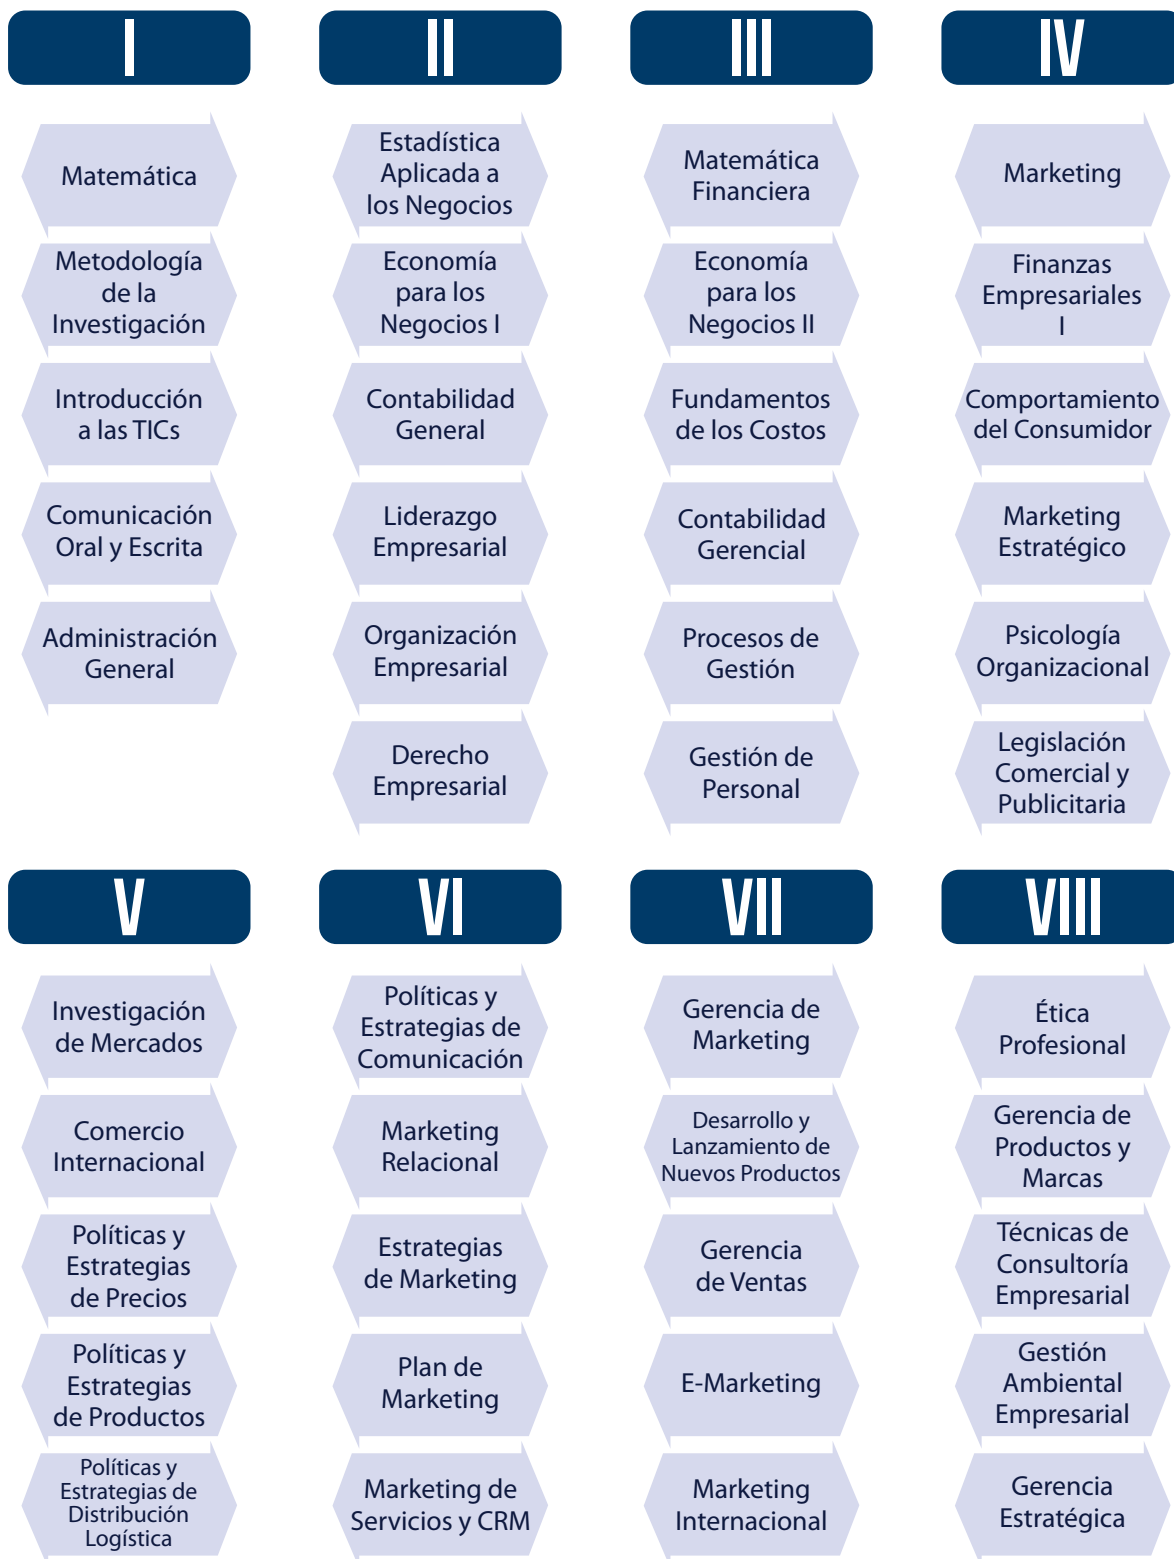 I
Matemática
Metodología
de la
Investigación
Introducción
a las TICs
Comunicación
Oral y Escrita
Administración
General
II
Estadística
Aplicada a
los Negocios
Economía
para los
Negocios I
Contabilidad
General
Liderazgo
Empresarial
Organización
Empresarial
Derecho
Empresarial
III
Matemática
Financiera
Economía
para los
Negocios II
Fundamentos
de los Costos
Contabilidad
Gerencial
Procesos de
Gestión
Gestión de
Personal
IV
Marketing
Finanzas
Empresariales
I
Comportamiento
del Consumidor
Marketing
Estratégico
Psicología
Organizacional
Legislación
Comercial y
Publicitaria
V
Investigación
de Mercados
Comercio
Internacional
Políticas y
Estrategias
de Precios
Políticas y
Estrategias
de Productos
Políticas y
Estrategias de
Distribución
Logística
VI
Políticas y
Estrategias de
Comunicación
Marketing
Relacional
Estrategias
de Marketing
Plan de
Marketing
Marketing de
Servicios y CRM
VII
Gerencia de
Marketing
Desarrollo y
Lanzamiento de
Nuevos Productos
Gerencia
de Ventas
E-Marketing
Marketing
Internacional
VIII
Ética
Profesional
Gerencia de
Productos y
Marcas
Técnicas de
Consultoría
Empresarial
Gestión
Ambiental
Empresarial
Gerencia
Estratégica